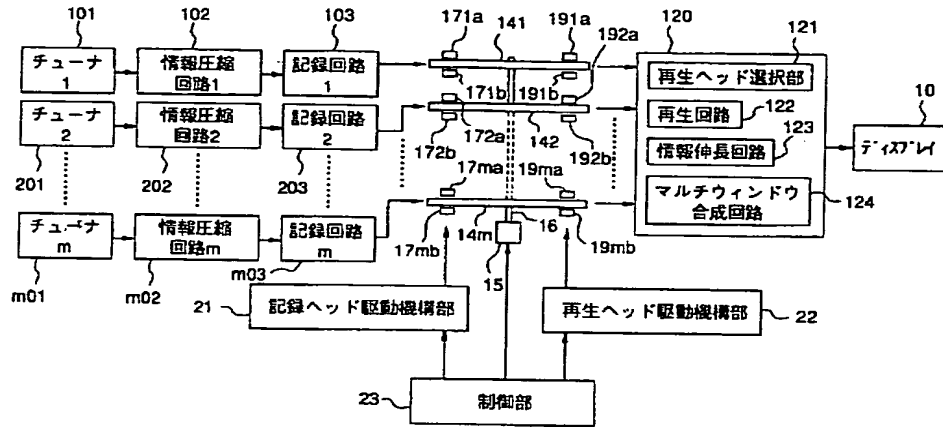 101
102
103
171a
141
191a
192a
120
121
チューナ
1
情報圧縮
回路1
記録回路
1
再生ヘッド選択部
171b
191b
再生回路
122
10
チューナ
2
情報圧縮
回路2
記録回路
2
172a
172b
142
192b
情報伸長回路
123
ディスプレイ
201
202
203
17ma
19ma
マルチウィンドウ
合成回路
124
チューナ
m
情報圧縮
回路m
記録回路
m
17mb
14m
16
19mb
m01
m02
m03
15
21
記録ヘッド駆動機構部
再生ヘッド駆動機構部
22
23
制御部